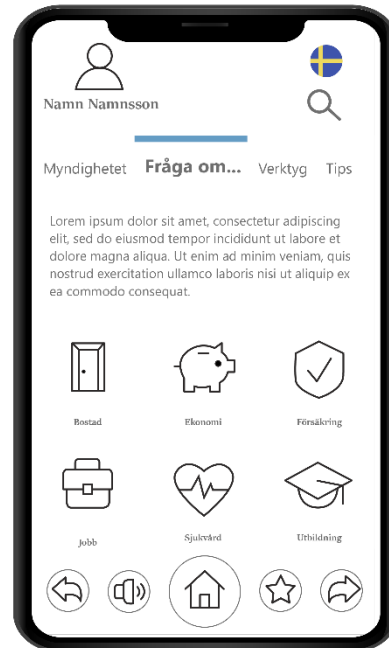 Namn Namnsson
Myndighetet Fråga om... Verktyg Tips
Lorem ipsum dolor sit amet, consectetur adipiscing
elit, sed do eiusmod tempor incididunt ut labore et
dolore magna aliqua. Ut enim ad minim veniam, quis
nostrud exercitation ullamco laboris nisi ut aliquip ex
ea commodo consequat.
Bostad Ekonomi Försäkring
Jobb Sjukvård Utbildning